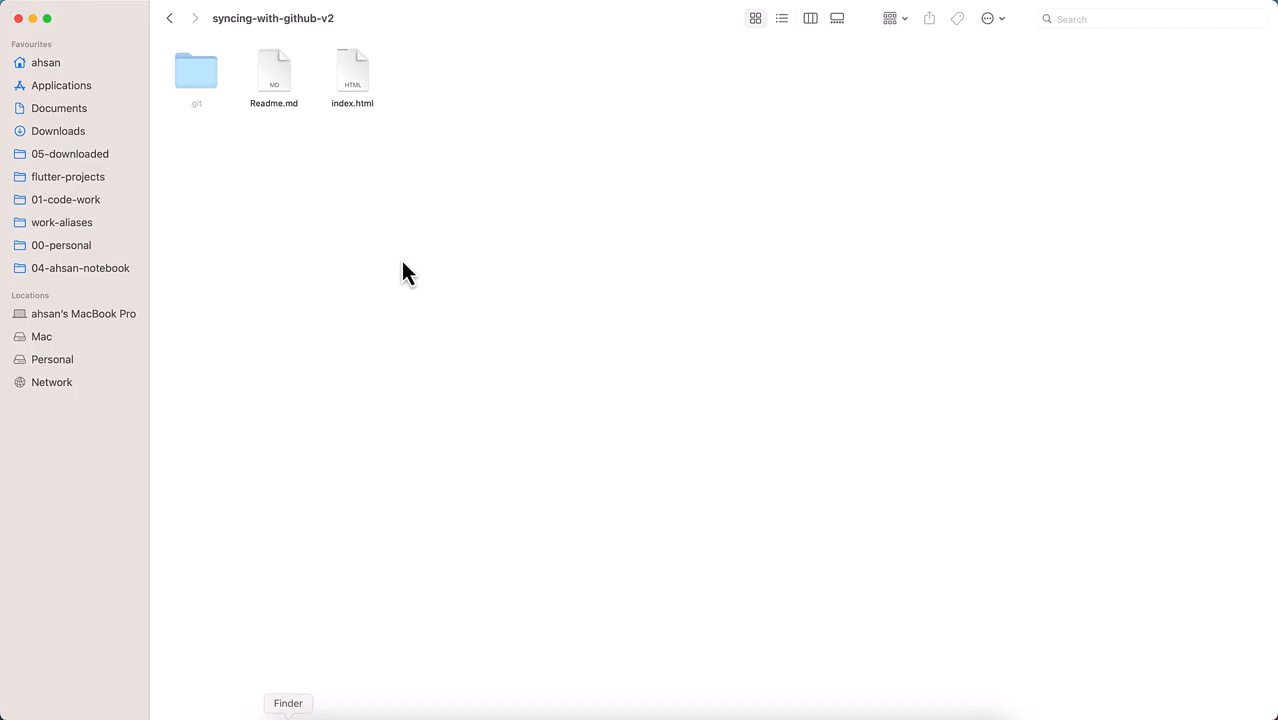 syncing-with-github-v2
Search
Favourites
ahsan
Applications
Documents
Downloads
05-downloaded
flutter-projects
01-code-work
work-aliases
00-personal
04-ahsan-notebook
Locations
ahsan's MacBook Pro
Mac
Personal
Network
MD
HTML
.git
Readme.md
index.html
Finder